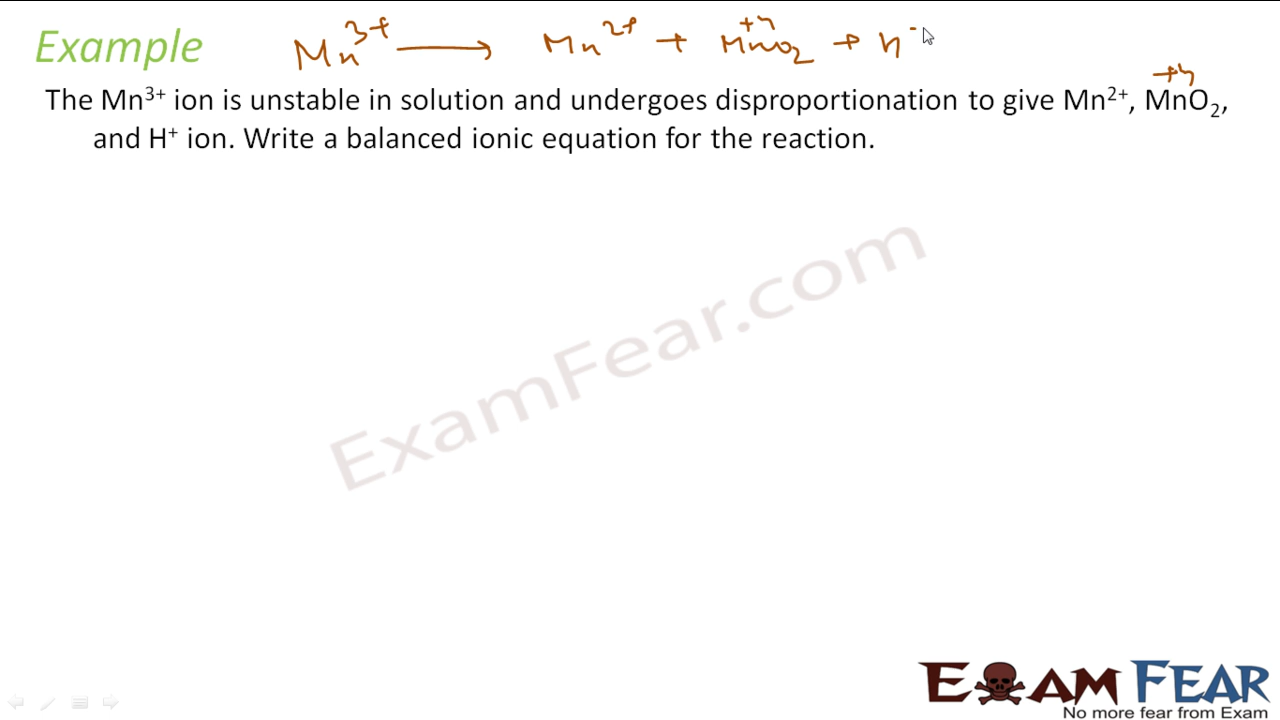 Example Mn³⁺ ⟶ Mn²⁺ + MnO₂ + H⁻
+4
+4
The Mn³⁺ ion is unstable in solution and undergoes disproportionation to give Mn²⁺, MnO₂,
and H⁺ ion. Write a balanced ionic equation for the reaction.
ExamFear.com
EXAM FEAR
No more fear from Exam